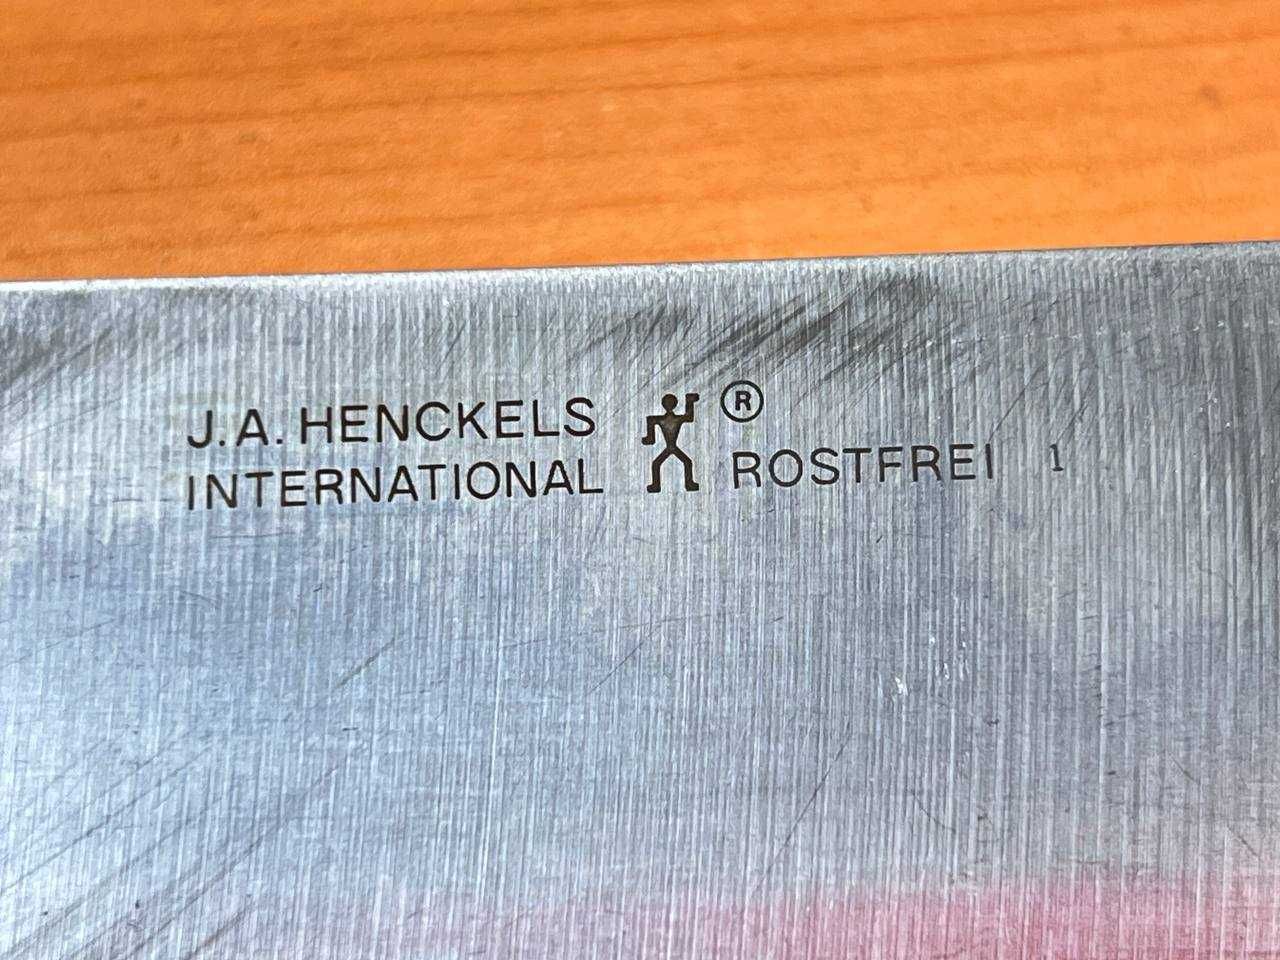 J.A. HENCKELS
INTERNATIONAL
®
ROSTFREI 1